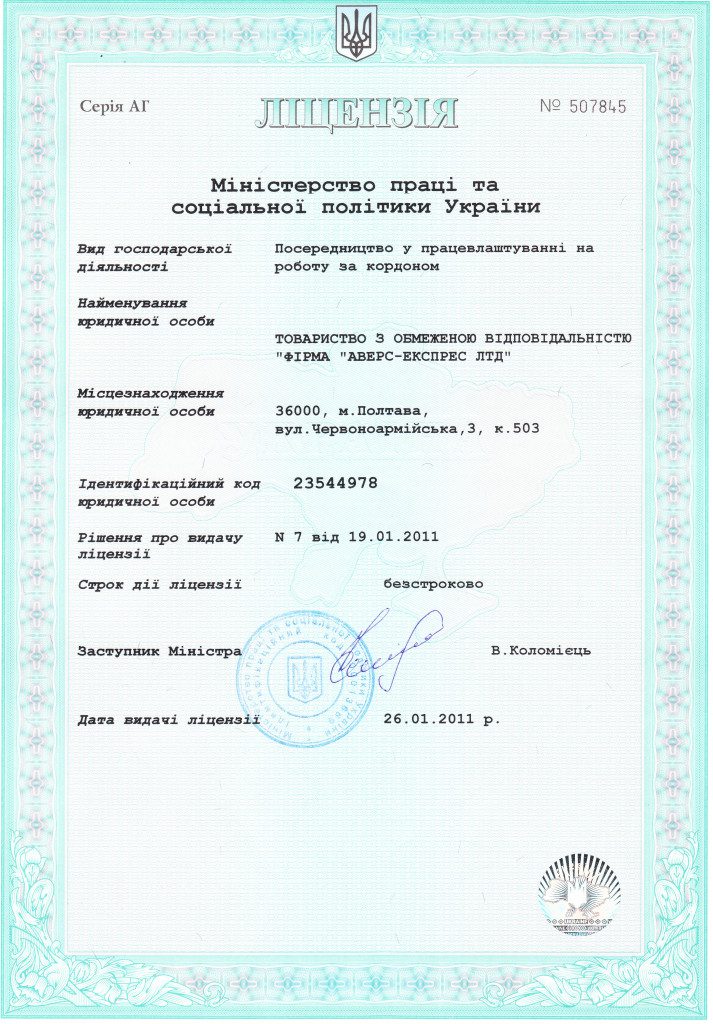 Серія АГ
ЛІЦЕНЗІЯ
№ 507845
Міністерство праці та
соціальної політики України
Вид господарської
діяльності
Посередництво у працевлаштуванні на
роботу за кордоном
Найменування
юридичної особи
ТОВАРИСТВО З ОБМЕЖЕНОЮ ВІДПОВІДАЛЬНІСТЮ
"ФІРМА "АВЕРС-ЕКСПРЕС ЛТД"
Місцезнаходження
юридичної особи
36000, м.Полтава,
вул.Червоноармійська,3, к.503
Ідентифікаційний код
юридичної особи
23544978
Рішення про видачу
ліцензії
N 7 від 19.01.2011
Строк дії ліцензії
безстроково
Заступник Міністра
В.Коломієць
Дата видачі ліцензії
26.01.2011 р.